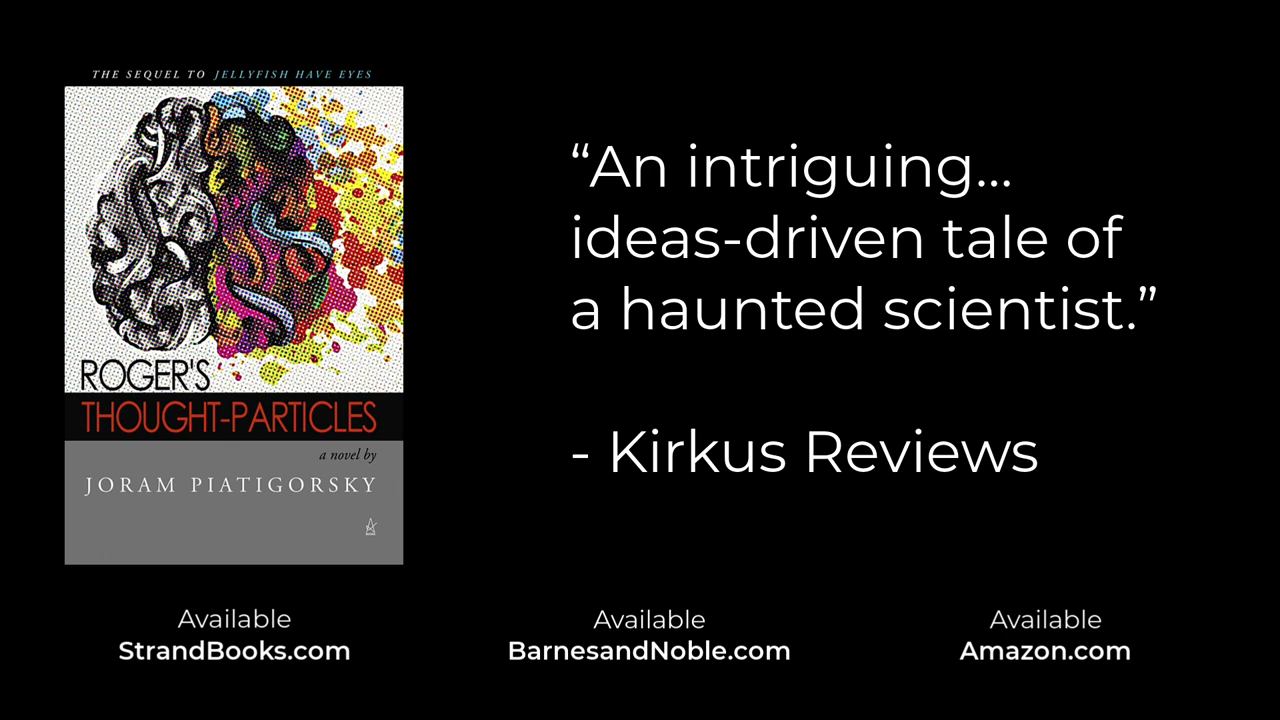 THE SEQUEL TO JELLYFISH HAVE EYES
ROGER'S
THOUGHT-PARTICLES
a novel by
JORAM PIATIGORSKY
“An intriguing...
ideas-driven tale of
a haunted scientist.”
- Kirkus Reviews
Available
StrandBooks.com
Available
BarnesandNoble.com
Available
Amazon.com